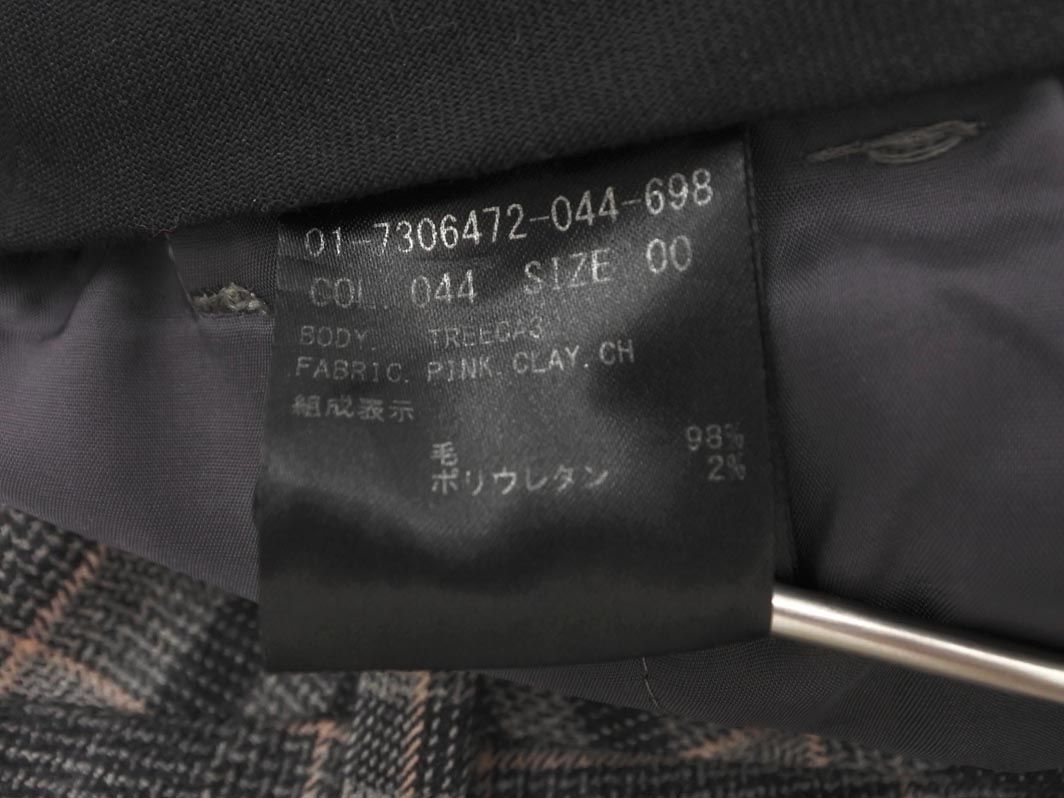 01-7306472-044-698
COL. 044 SIZE 00
BODY. TREECA3
FABRIC. PINK. CLAY. CH
組成表示
毛 98%
ポリウレタン 2%